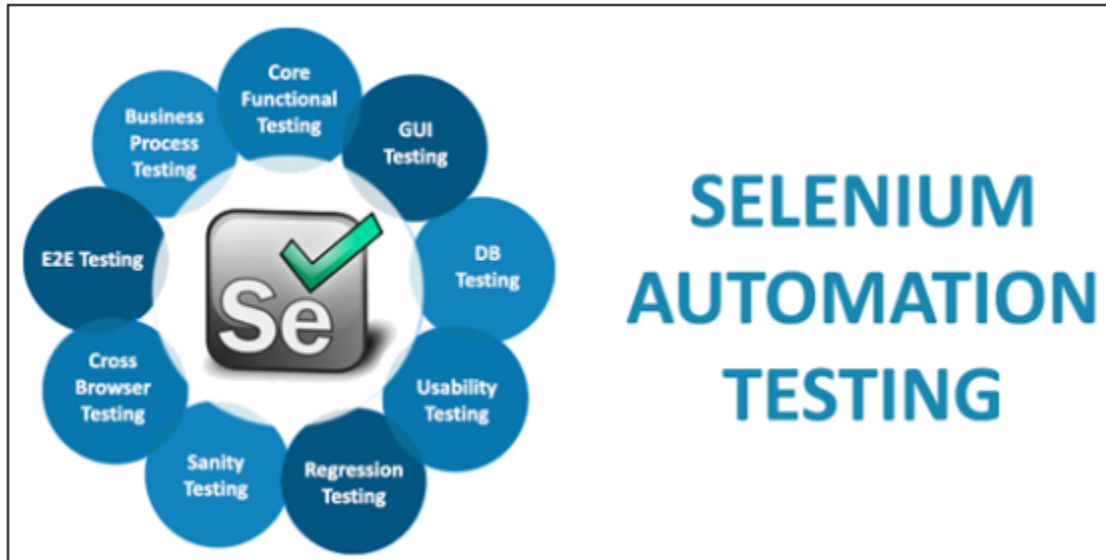 Core
Functional
Testing
GUI
Testing
DB
Testing
Usability
Testing
Regression
Testing
Sanity
Testing
Cross
Browser
Testing
E2E Testing
Business
Process
Testing
Se
SELENIUM
AUTOMATION
TESTING